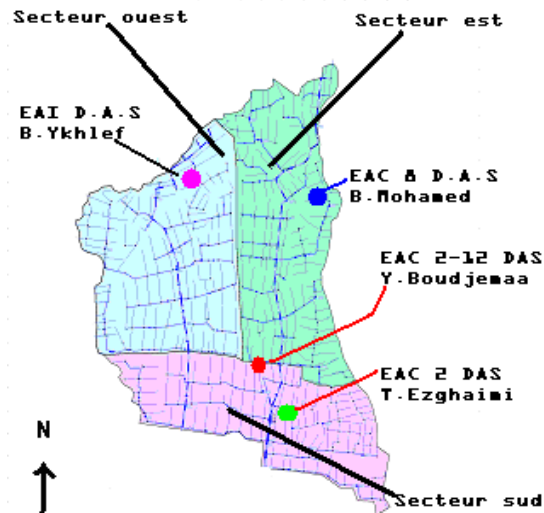 Secteur ouest
Secteur est
EAI D.A.S
B.Ykhlef
EAC 8 D.A.S
B.Mohamed
EAC 2-12 DAS
Y.Boudjemaa
EAC 2 DAS
T.Ezghaimi
N
Secteur sud